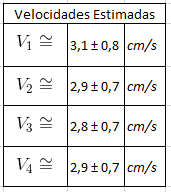 Velocidades Estimadas
V₁ ≅ 3,1 ± 0,8 cm/s
V₂ ≅ 2,9 ± 0,7 cm/s
V₃ ≅ 2,8 ± 0,7 cm/s
V₄ ≅ 2,9 ± 0,7 cm/s